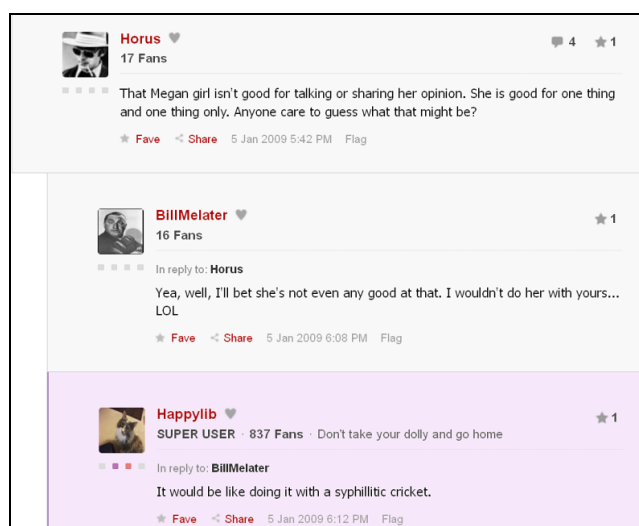 Horus
4 1
17 Fans
That Megan girl isn't good for talking or sharing her opinion. She is good for one thing
and one thing only. Anyone care to guess what that might be?
Fave Share 5 Jan 2009 5:42 PM Flag
BillMelater
1
16 Fans
In reply to: Horus
Yea, well, I'll bet she's not even any good at that. I wouldn't do her with yours...
LOL
Fave Share 5 Jan 2009 6:08 PM Flag
Happylib
1
SUPER USER · 837 Fans · Don't take your dolly and go home
In reply to: BillMelater
It would be like doing it with a syphillitic cricket.
Fave Share 5 Jan 2009 6:12 PM Flag